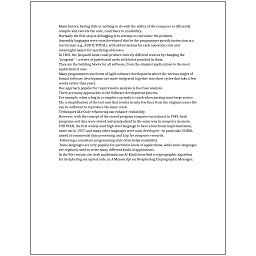 Many factors, having little or nothing to do with the ability of the computer to efficiently
compile and execute the code, contribute to readability.
Normally the first step in debugging is to attempt to reproduce the problem.
Assembly languages were soon developed that let the programmer specify instruction in a
text format (e.g., ADD X, TOTAL), with abbreviations for each operation code and
meaningful names for specifying addresses.
In 1801, the Jacquard loom could produce entirely different weaves by changing the
"program" - a series of pasteboard cards with holes punched in them.
They are the building blocks for all software, from the simplest applications to the most
sophisticated ones.
Many programmers use forms of Agile software development where the various stages of
formal software development are more integrated together into short cycles that take a few
weeks rather than years.
One approach popular for requirements analysis is Use Case analysis.
There are many approaches to the Software development process.
For example, when a bug in a compiler can make it crash when parsing some large source
file, a simplification of the test case that results in only few lines from the original source file
can be sufficient to reproduce the same crash.
Techniques like Code refactoring can enhance readability.
However, with the concept of the stored-program computer introduced in 1949, both
programs and data were stored and manipulated in the same way in computer memory.
FORTRAN, the first widely used high-level language to have a functional implementation,
came out in 1957, and many other languages were soon developed—in particular, COBOL
aimed at commercial data processing, and Lisp for computer research.
Following a consistent programming style often helps readability.
Some languages are very popular for particular kinds of applications, while some languages
are regularly used to write many different kinds of applications.
In the 9th century, the Arab mathematician Al-Kindi described a cryptographic algorithm
for deciphering encrypted code, in A Manuscript on Deciphering Cryptographic Messages.